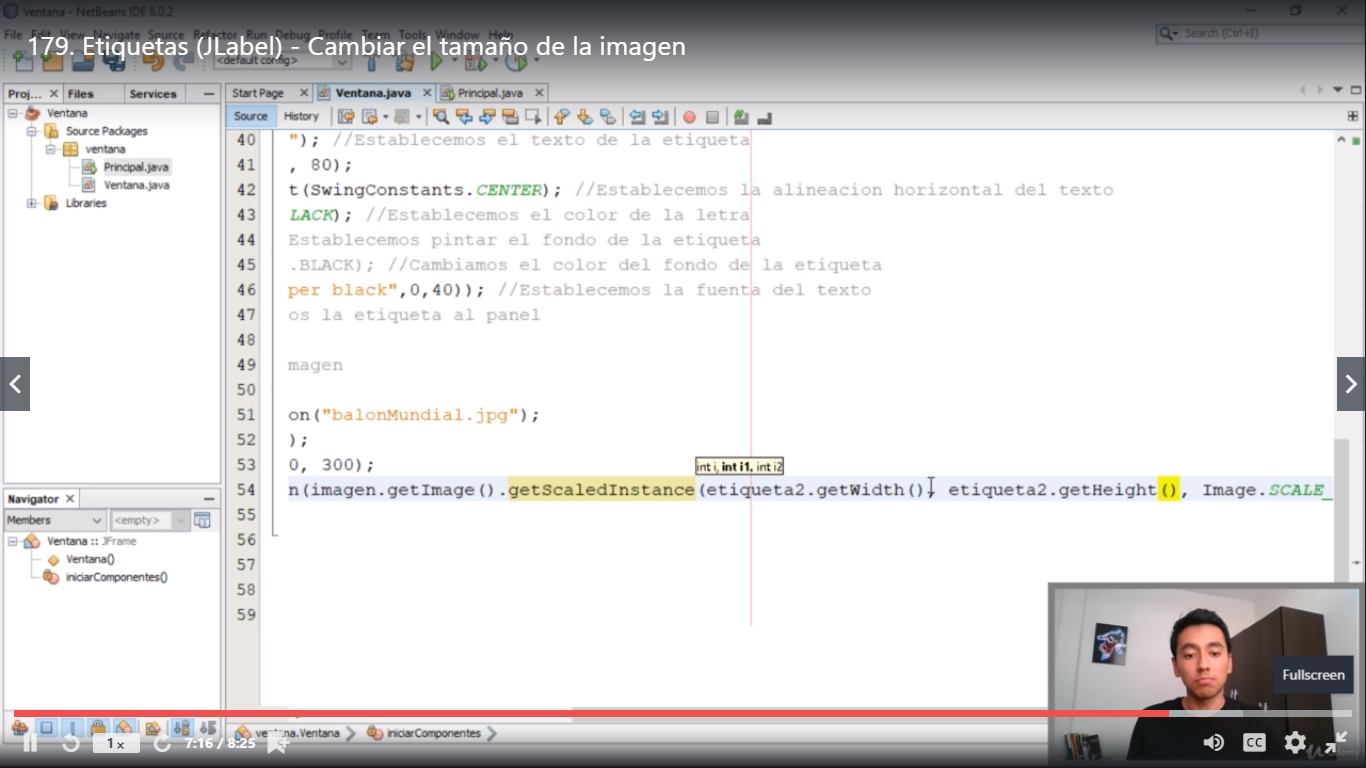 Ventana - NetBeans IDE 8.0.2
File Edit View Navigate Source Refactor Run Debug Profile Team Tools Window Help
179. Etiquetas (JLabel) - Cambiar el tamaño de la imagen
Search (Ctrl+I)
<default config>
Proj... Files Services
Start Page Ventana.java Principal.java
Source History
Ventana
Source Packages
ventana
Principal.java
Ventana.java
Libraries
40 "); //Establecemos el texto de la etiqueta
41 , 80);
42 t(SwingConstants.CENTER); //Establecemos la alineacion horizontal del texto
43 LACK); //Establecemos el color de la letra
44 Establecemos pintar el fondo de la etiqueta
45 .BLACK); //Cambiamos el color del fondo de la etiqueta
46 per black",0,40)); //Establecemos la fuenta del texto
47 os la etiqueta al panel
48
49 magen
50
51 on("balonMundial.jpg");
52 );
53 0, 300);
int i, int i1, int i2
54 n(imagen.getImage().getScaledInstance(etiqueta2.getWidth(), etiqueta2.getHeight(), Image.SCALE_
55
56
57
58
59
Navigator
Members <empty>
Ventana :: JFrame
Ventana()
iniciarComponentes()
Fullscreen
ventana.Ventana iniciarComponentes
1x 7:16 / 8:25 CC